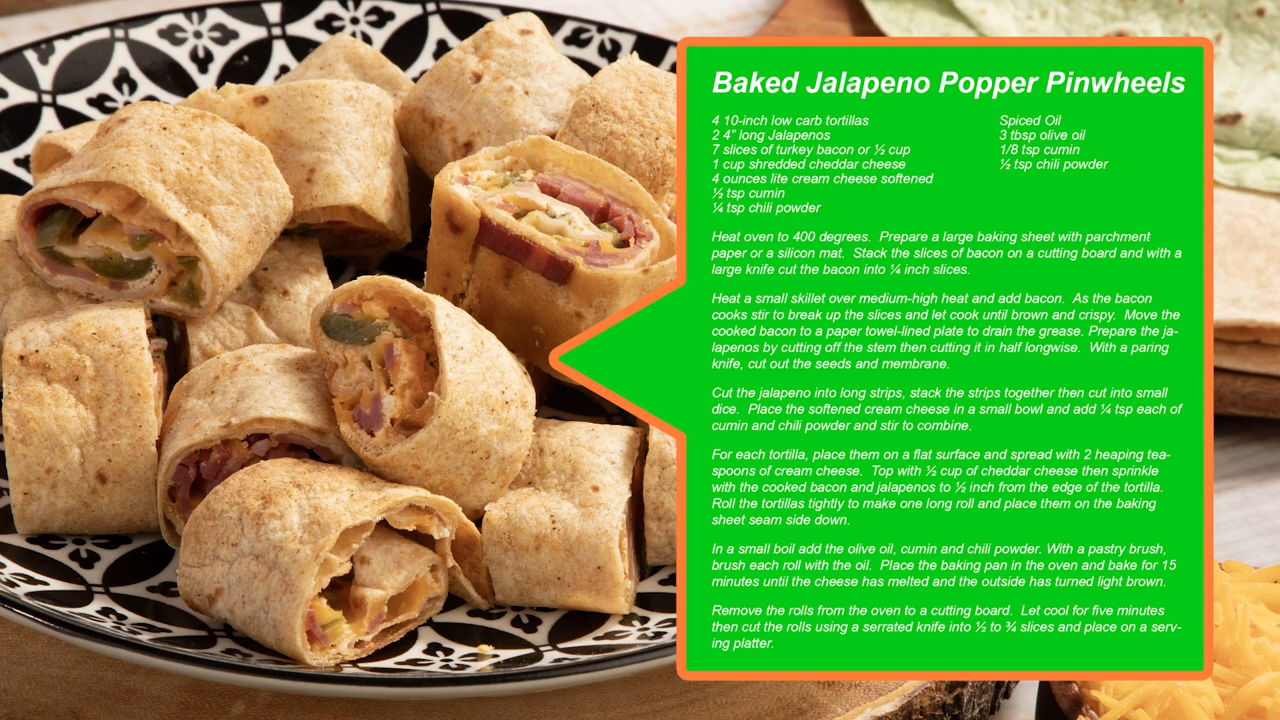 Baked Jalapeno Popper Pinwheels
4 10-inch low carb tortillas
2 4” long Jalapenos
7 slices of turkey bacon or ½ cup
1 cup shredded cheddar cheese
4 ounces lite cream cheese softened
½ tsp cumin
¼ tsp chili powder
Spiced Oil
3 tbsp olive oil
1/8 tsp cumin
½ tsp chili powder
Heat oven to 400 degrees.  Prepare a large baking sheet with parchment
paper or a silicon mat.  Stack the slices of bacon on a cutting board and with a
large knife cut the bacon into ¼ inch slices.
Heat a small skillet over medium-high heat and add bacon.  As the bacon
cooks stir to break up the slices and let cook until brown and crispy.  Move the
cooked bacon to a paper towel-lined plate to drain the grease. Prepare the ja-
lapenos by cutting off the stem then cutting it in half longwise.  With a paring
knife, cut out the seeds and membrane.
Cut the jalapeno into long strips, stack the strips together then cut into small
dice.  Place the softened cream cheese in a small bowl and add ¼ tsp each of
cumin and chili powder and stir to combine.
For each tortilla, place them on a flat surface and spread with 2 heaping tea-
spoons of cream cheese.  Top with ½ cup of cheddar cheese then sprinkle
with the cooked bacon and jalapenos to ½ inch from the edge of the tortilla.
Roll the tortillas tightly to make one long roll and place them on the baking
sheet seam side down.
In a small boil add the olive oil, cumin and chili powder. With a pastry brush,
brush each roll with the oil.  Place the baking pan in the oven and bake for 15
minutes until the cheese has melted and the outside has turned light brown.
Remove the rolls from the oven to a cutting board.  Let cool for five minutes
then cut the rolls using a serrated knife into ½ to ¾ slices and place on a serv-
ing platter.